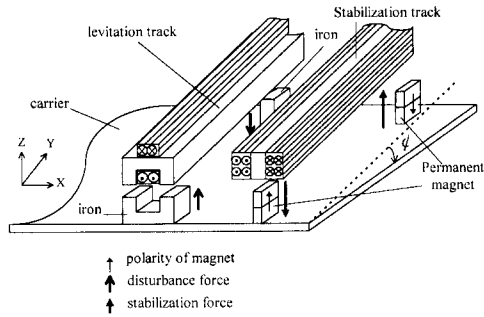 Stabilization track
iron
levitation track
carrier
Z
Y
X
ϕ
Permanent
magnet
iron
polarity of magnet
disturbance force
stabilization force